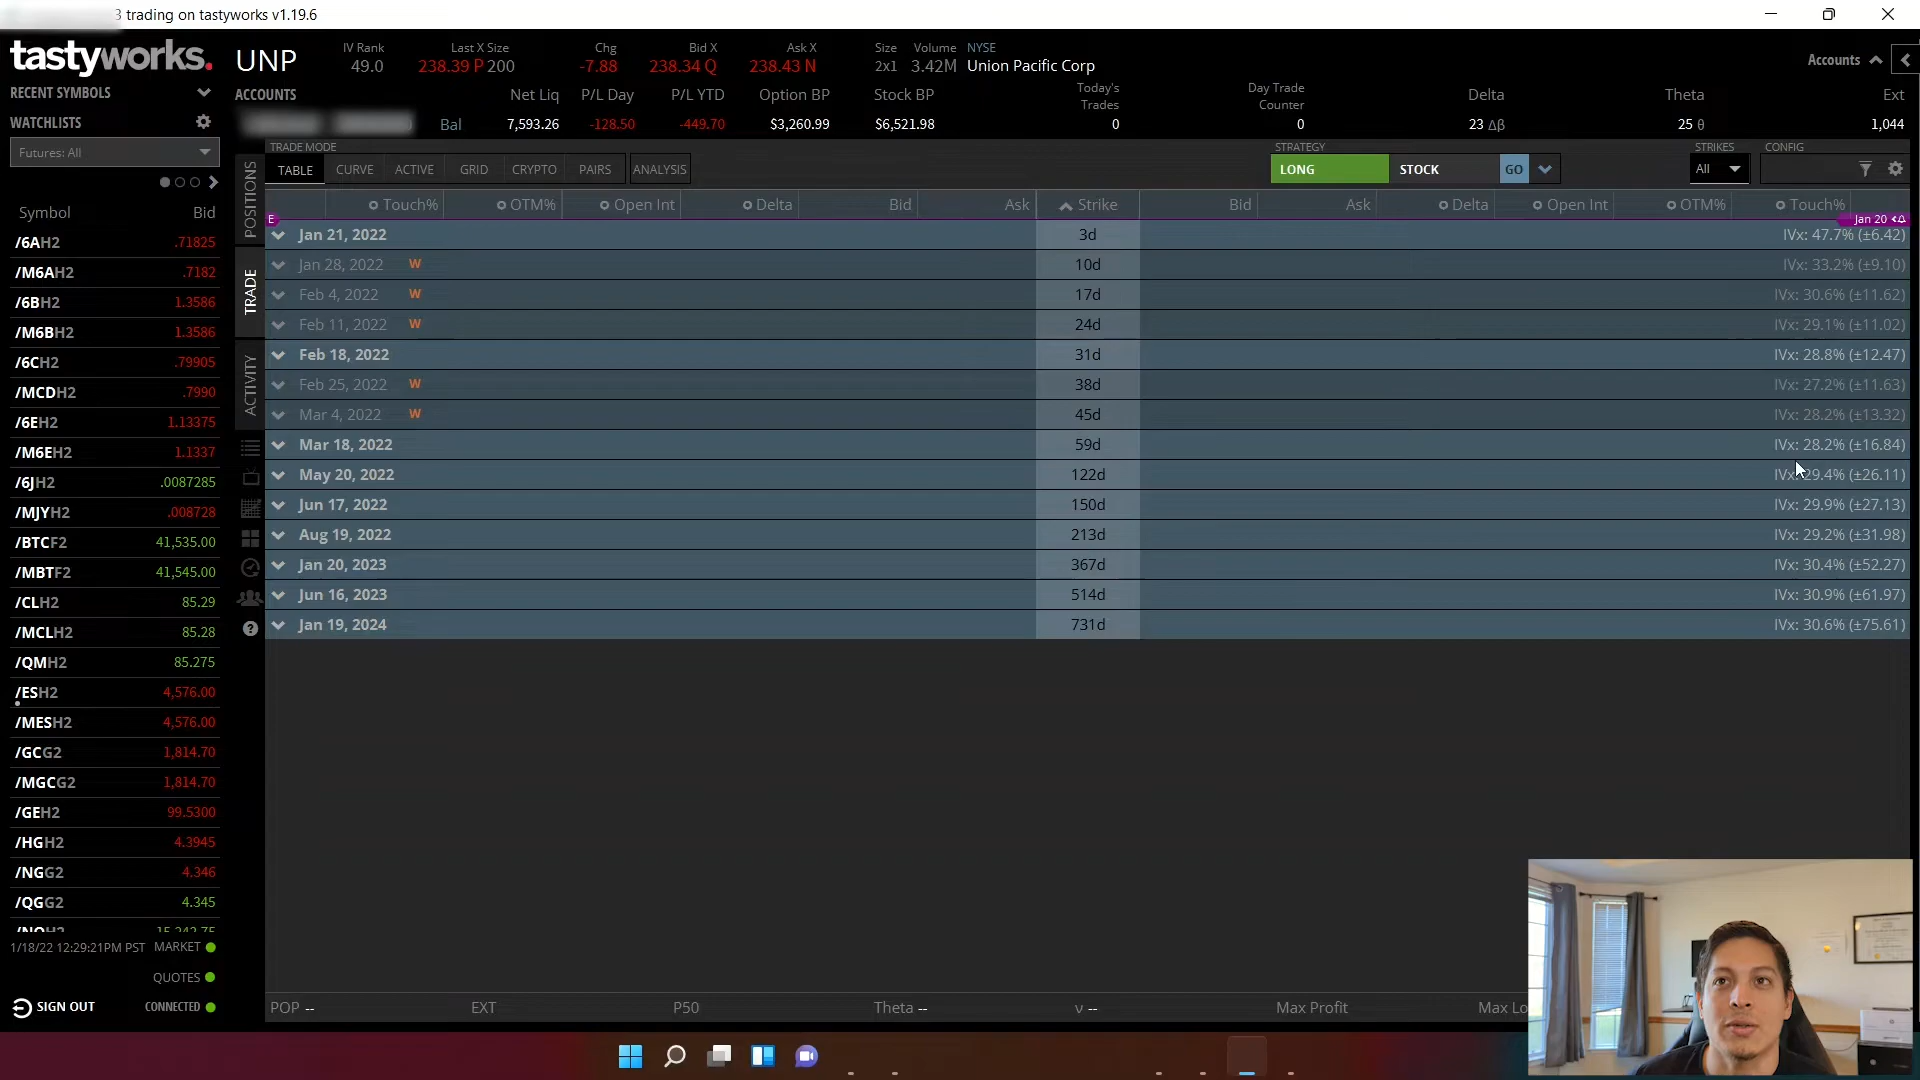 3 trading on tastyworks v1.19.6
tastyworks.
UNP
IV Rank
49.0
Last X Size
238.39 P 200
Chg
-7.88
Bid X
238.34 Q
Ask X
238.43 N
Size
2x1
Volume
3.42M
NYSE
Union Pacific Corp
Accounts
RECENT SYMBOLS
WATCHLISTS
Futures: All
ACCOUNTS
Net Liq P/L Day P/L YTD Option BP Stock BP Today's Trades Day Trade Counter Delta Theta Ext
Bal 7,593.26 -128.50 -449.70 $3,260.99 $6,521.98 0 0 23 Δβ 25 θ 1,044
TRADE MODE
TABLE CURVE ACTIVE GRID CRYPTO PAIRS ANALYSIS
STRATEGY
LONG STOCK GO
STRIKES
All
CONFIG
POSITIONS
TRADE
ACTIVITY
Touch% OTM% Open Int Delta Bid Ask Strike Bid Ask Delta Open Int OTM% Touch%
E
Jan 20
Jan 21, 2022 3d IVx: 47.7% (±6.42)
Jan 28, 2022 W 10d IVx: 33.2% (±9.10)
Feb 4, 2022 W 17d IVx: 30.6% (±11.62)
Feb 11, 2022 W 24d IVx: 29.1% (±11.02)
Feb 18, 2022 31d IVx: 28.8% (±12.47)
Feb 25, 2022 W 38d IVx: 27.2% (±11.63)
Mar 4, 2022 W 45d IVx: 28.2% (±13.32)
Mar 18, 2022 59d IVx: 28.2% (±16.84)
May 20, 2022 122d IVx: 29.4% (±26.11)
Jun 17, 2022 150d IVx: 29.9% (±27.13)
Aug 19, 2022 213d IVx: 29.2% (±31.98)
Jan 20, 2023 367d IVx: 30.4% (±52.27)
Jun 16, 2023 514d IVx: 30.9% (±61.97)
Jan 19, 2024 731d IVx: 30.6% (±75.61)
Symbol Bid
/6AH2 .71825
/M6AH2 .7182
/6BH2 1.3586
/M6BH2 1.3586
/6CH2 .79905
/MCDH2 .7990
/6EH2 1.13375
/M6EH2 1.1337
/6JH2 .0087285
/MJYH2 .008728
/BTCF2 41,535.00
/MBTF2 41,545.00
/CLH2 85.29
/MCLH2 85.28
/QMH2 85.275
/ESH2 4,576.00
/MESH2 4,576.00
/GCG2 1,814.70
/MGCG2 1,814.70
/GEH2 99.5300
/HGH2 4.3945
/NGG2 4.346
/QGG2 4.345
1/18/22 12:29:21PM PST MARKET
QUOTES
SIGN OUT CONNECTED
POP -- EXT P50 Theta -- v -- Max Profit Max Lo